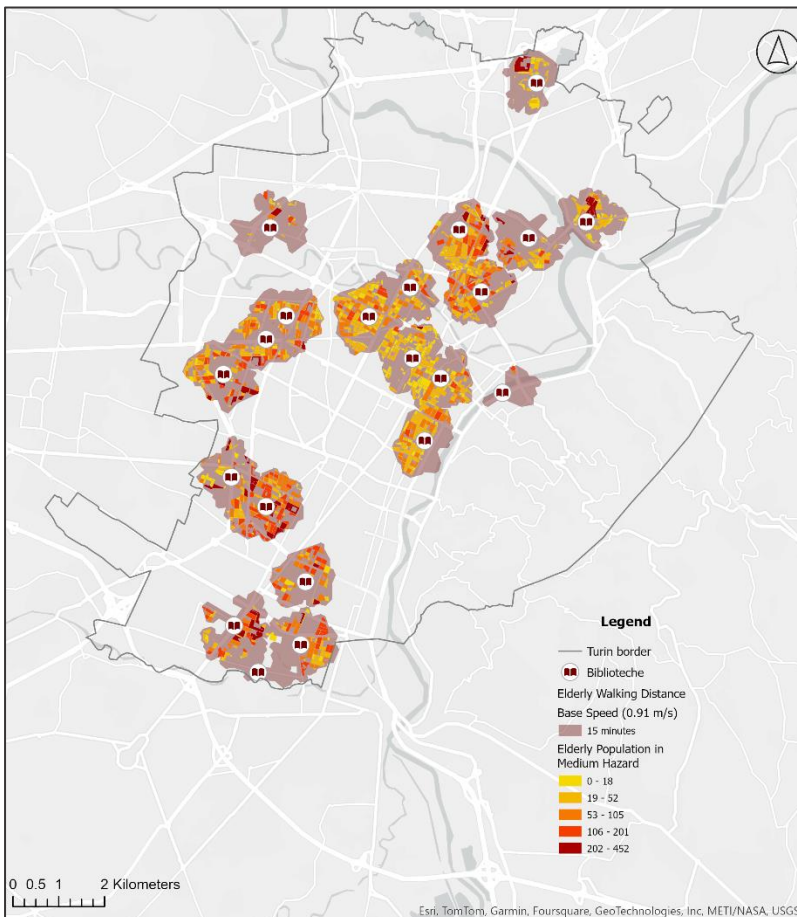 Legend
Turin border
Biblioteche
Elderly Walking Distance
Base Speed (0.91 m/s)
15 minutes
Elderly Population in
Medium Hazard
0 - 18
19 - 52
53 - 105
106 - 201
202 - 452
0 0.5 1 2 Kilometers
Esri, TomTom, Garmin, Foursquare, GeoTechnologies, Inc, METI/NASA, USGS